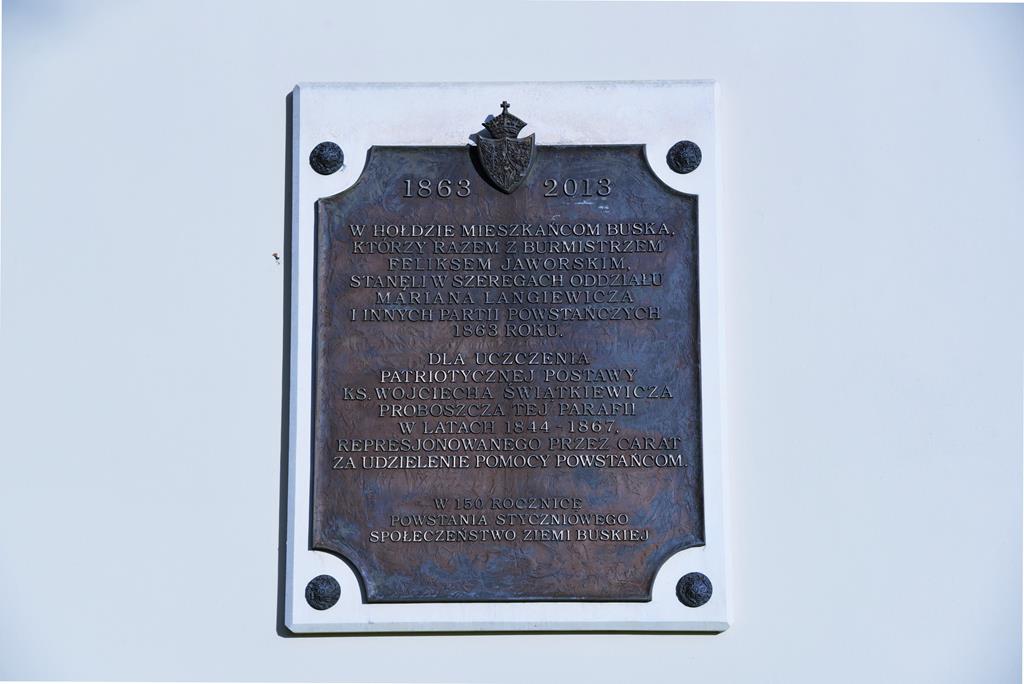 1863 2013
W HOŁDZIE MIESZKAŃCOM BUSKA,
KTÓRZY RAZEM Z BURMISTRZEM
FELIKSEM JAWORSKIM,
STANĘLI W SZEREGACH ODDZIAŁU
MARIANA LANGIEWICZA
I INNYCH PARTII POWSTAŃCZYCH
1863 ROKU.
DLA UCZCZENIA
PATRIOTYCZNEJ POSTAWY
KS. WOJCIECHA ŚWIĄTKIEWICZA
PROBOSZCZA TEJ PARAFII
W LATACH 1844 - 1867,
REPRESJONOWANEGO PRZEZ CARAT
ZA UDZIELENIE POMOCY POWSTAŃCOM.
W 150 ROCZNICĘ
POWSTANIA STYCZNIOWEGO
SPOŁECZEŃSTWO ZIEMI BUSKIEJ